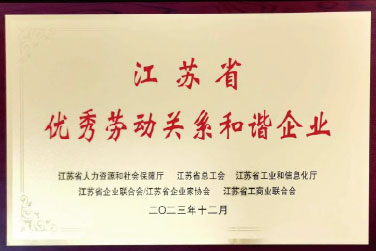 江苏省
优秀劳动关系和谐企业
江苏省人力资源和社会保障厅 江苏省总工会 江苏省工业和信息化厅
江苏省企业联合会/江苏省企业家协会 江苏省工商业联合会
二〇二三年十二月